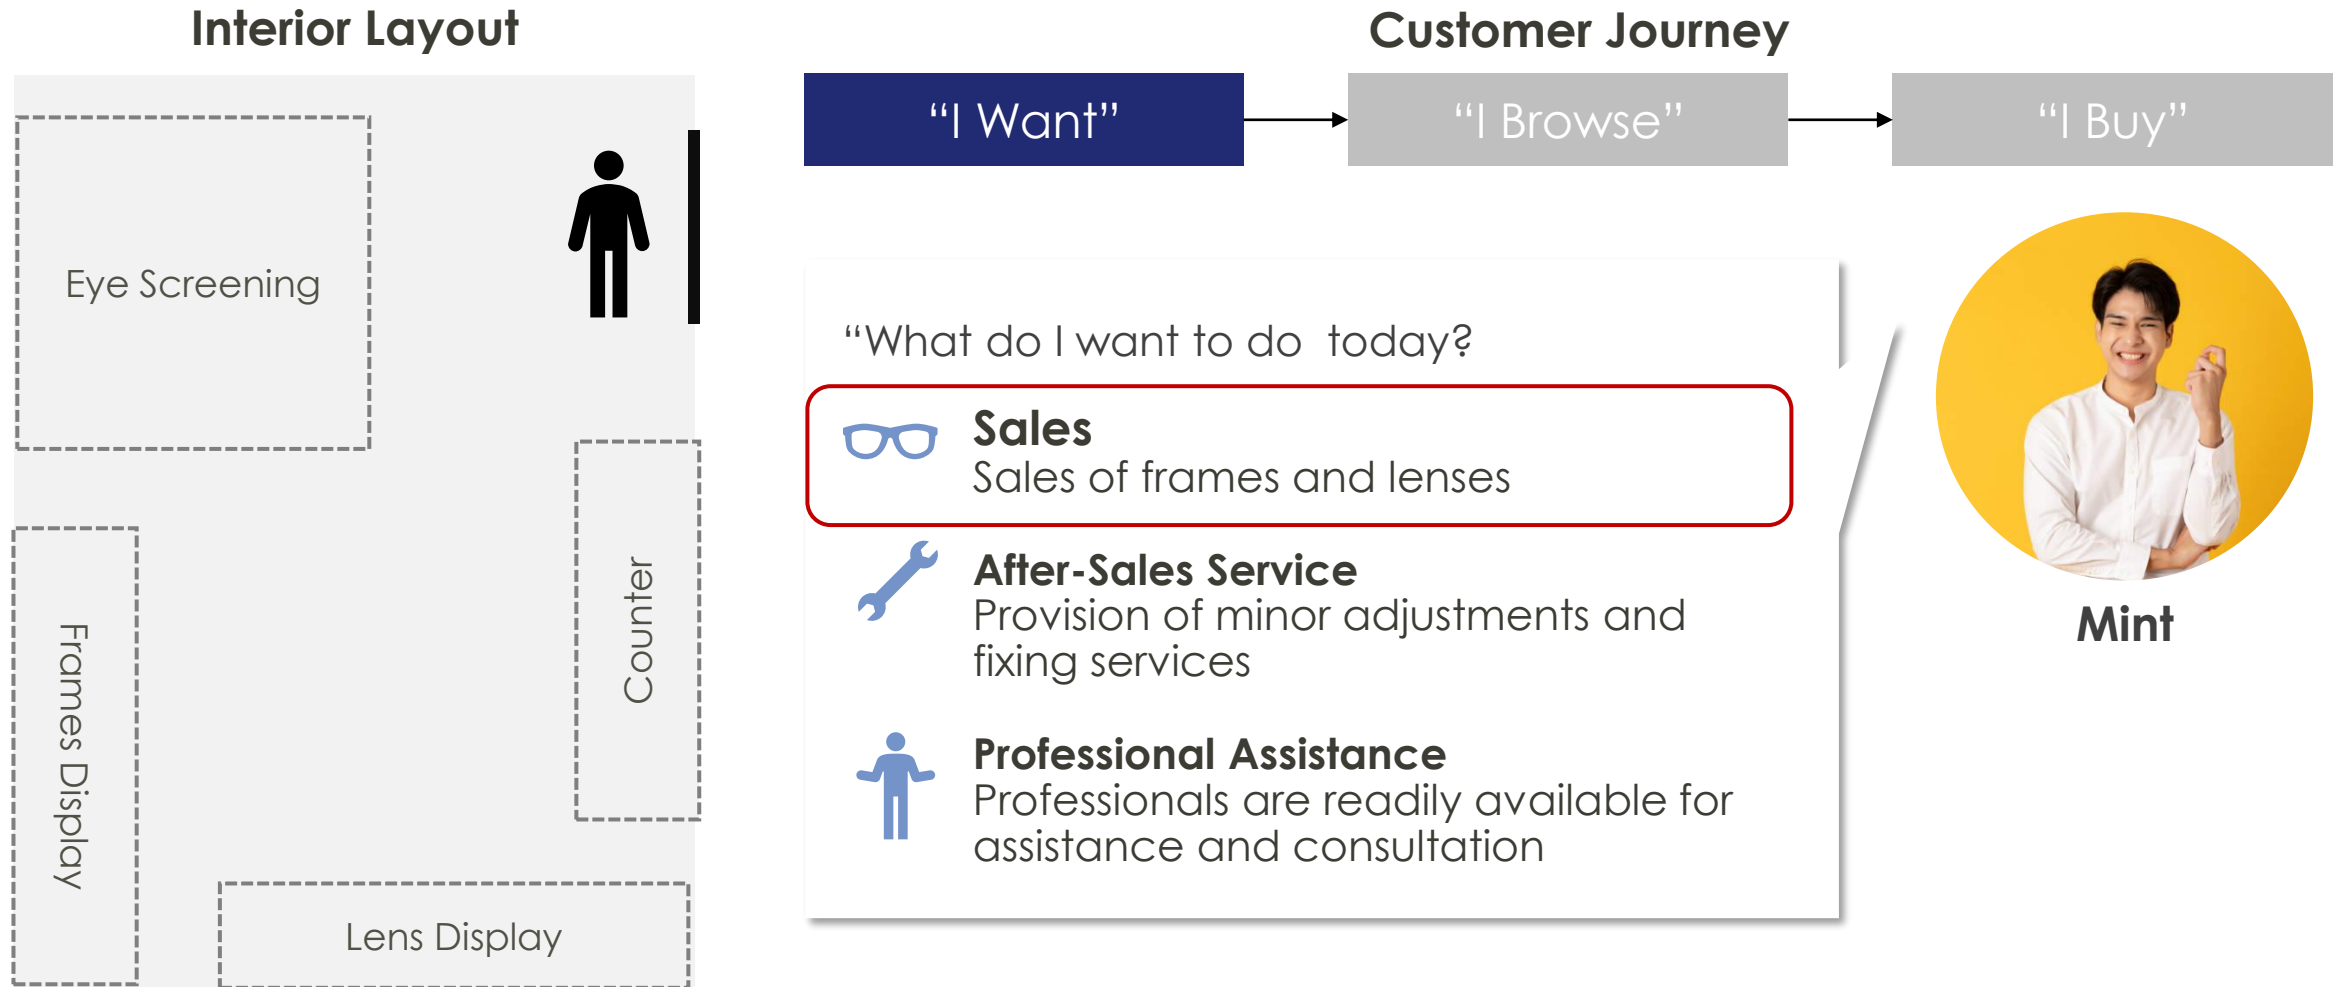 Interior Layout
Eye Screening
Frames Display
Counter
Lens Display
Customer Journey
“I Want”
“I Browse”
“I Buy”
“What do I want to do  today?
Sales
Sales of frames and lenses
After-Sales Service
Provision of minor adjustments and
fixing services
Professional Assistance
Professionals are readily available for
assistance and consultation
Mint